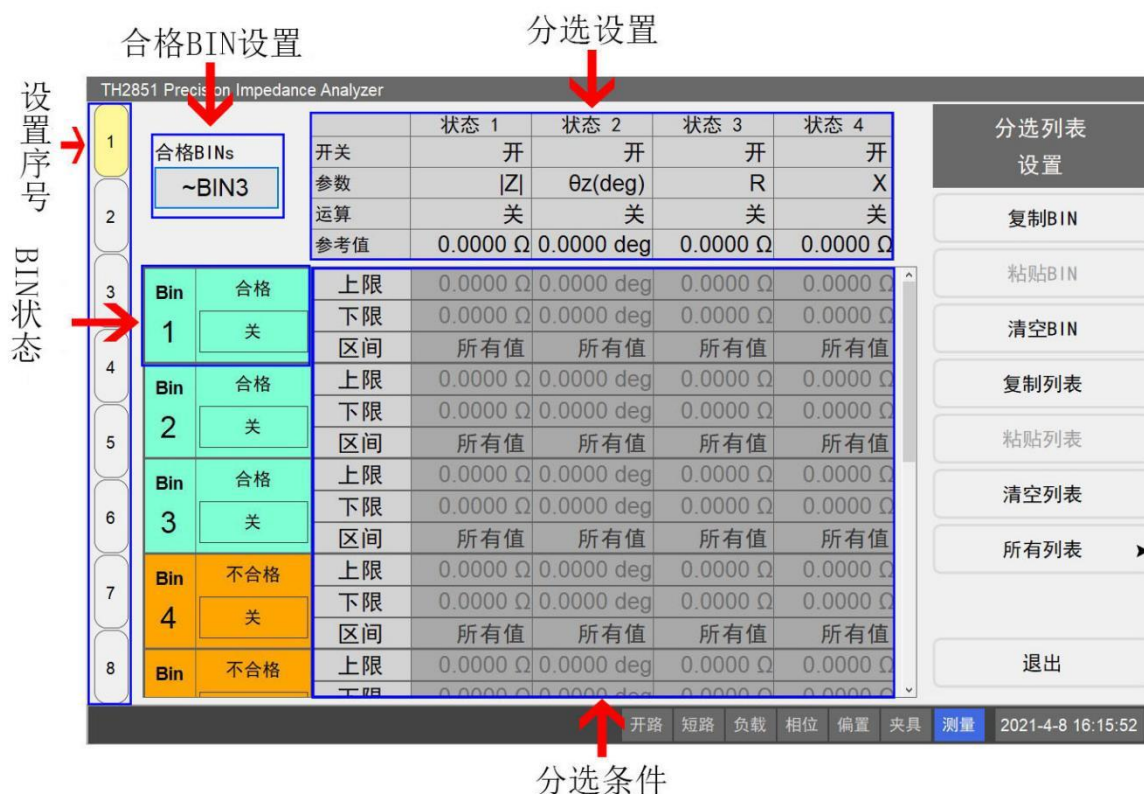 合格BIN设置
分选设置
设置序号
BIN状态
TH2851 Precision Impedance Analyzer
1
2
3
4
5
6
7
8
合格BINs
~BIN3
状态 1 状态 2 状态 3 状态 4
开关 开 开 开 开
参数 |Z| θz(deg) R X
运算 关 关 关 关
参考值 0.0000 Ω 0.0000 deg 0.0000 Ω 0.0000 Ω
Bin 1 合格 关
上限 0.0000 Ω 0.0000 deg 0.0000 Ω 0.0000 Ω
下限 0.0000 Ω 0.0000 deg 0.0000 Ω 0.0000 Ω
区间 所有值 所有值 所有值 所有值
Bin 2 合格 关
上限 0.0000 Ω 0.0000 deg 0.0000 Ω 0.0000 Ω
下限 0.0000 Ω 0.0000 deg 0.0000 Ω 0.0000 Ω
区间 所有值 所有值 所有值 所有值
Bin 3 合格 关
上限 0.0000 Ω 0.0000 deg 0.0000 Ω 0.0000 Ω
下限 0.0000 Ω 0.0000 deg 0.0000 Ω 0.0000 Ω
区间 所有值 所有值 所有值 所有值
Bin 4 不合格 关
上限 0.0000 Ω 0.0000 deg 0.0000 Ω 0.0000 Ω
下限 0.0000 Ω 0.0000 deg 0.0000 Ω 0.0000 Ω
区间 所有值 所有值 所有值 所有值
Bin 不合格
上限 0.0000 Ω 0.0000 deg 0.0000 Ω 0.0000 Ω
下限 0.0000 Ω 0.0000 deg 0.0000 Ω 0.0000 Ω
分选列表
设置
复制BIN
粘贴BIN
清空BIN
复制列表
粘贴列表
清空列表
所有列表
退出
开路 短路 负载 相位 偏置 夹具 测量 2021-4-8 16:15:52
分选条件